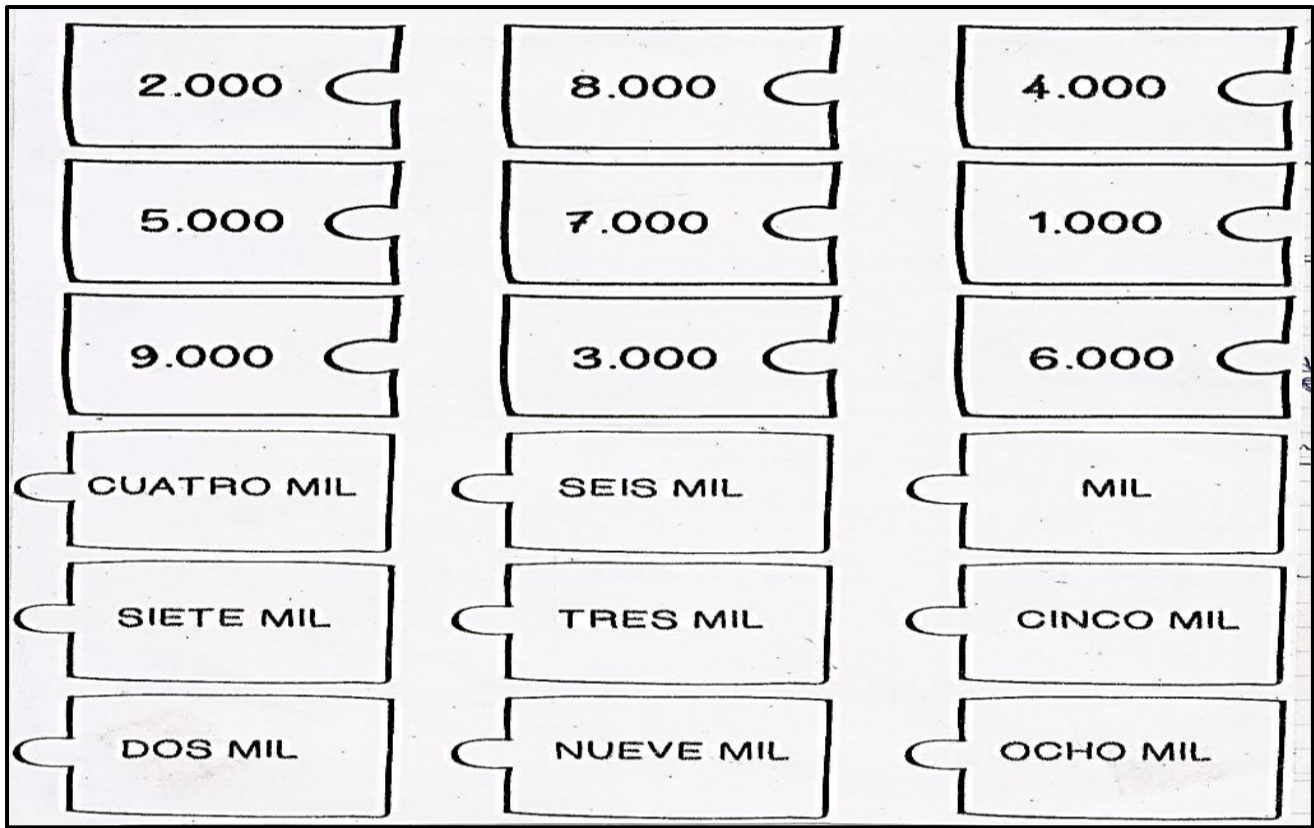 2.000 8.000 4.000
5.000 7.000 1.000
9.000 3.000 6.000
CUATRO MIL SEIS MIL MIL
SIETE MIL TRES MIL CINCO MIL
DOS MIL NUEVE MIL OCHO MIL